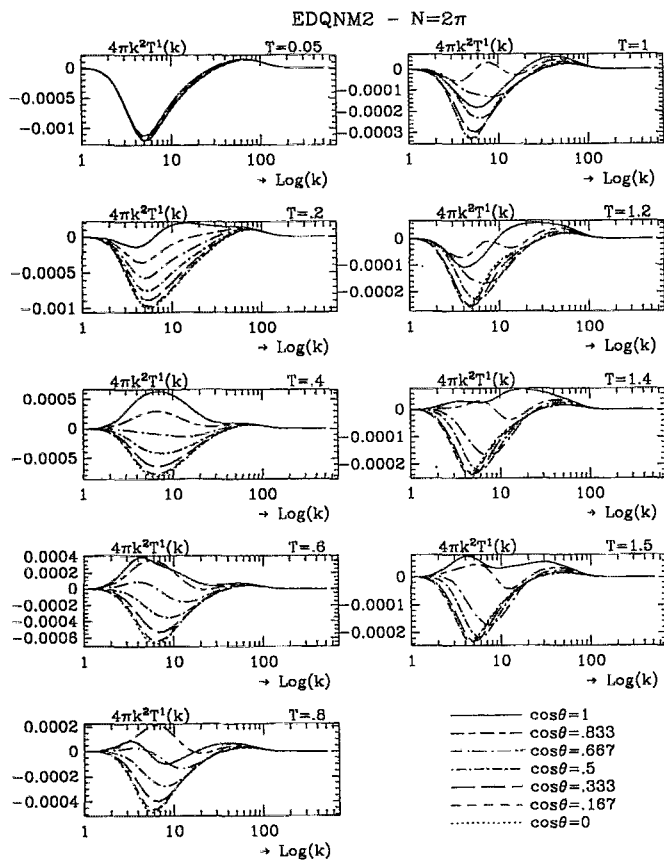 EDQNM2 - N=2π
4πk²T¹(k) T=0.05
0
-0.0005
-0.001
1 10 100
→ Log(k)
4πk²T¹(k) T=1
0
-0.0001
-0.0002
-0.0003
1 10 100
→ Log(k)
4πk²T¹(k) T=.2
0
-0.0005
-0.001
1 10 100
→ Log(k)
4πk²T¹(k) T=1.2
0
-0.0001
-0.0002
1 10 100
→ Log(k)
4πk²T¹(k) T=.4
0.0005
0
-0.0005
1 10 100
→ Log(k)
4πk²T¹(k) T=1.4
0
-0.0001
-0.0002
1 10 100
→ Log(k)
4πk²T¹(k) T=.6
0.0004
0.0002
0
-0.0002
-0.0004
-0.0006
1 10 100
→ Log(k)
4πk²T¹(k) T=1.5
0
-0.0001
-0.0002
1 10 100
→ Log(k)
4πk²T¹(k) T=.8
0.0002
0
-0.0002
-0.0004
1 10 100
→ Log(k)
cosθ=1
cosθ=.833
cosθ=.667
cosθ=.5
cosθ=.333
cosθ=.167
cosθ=0